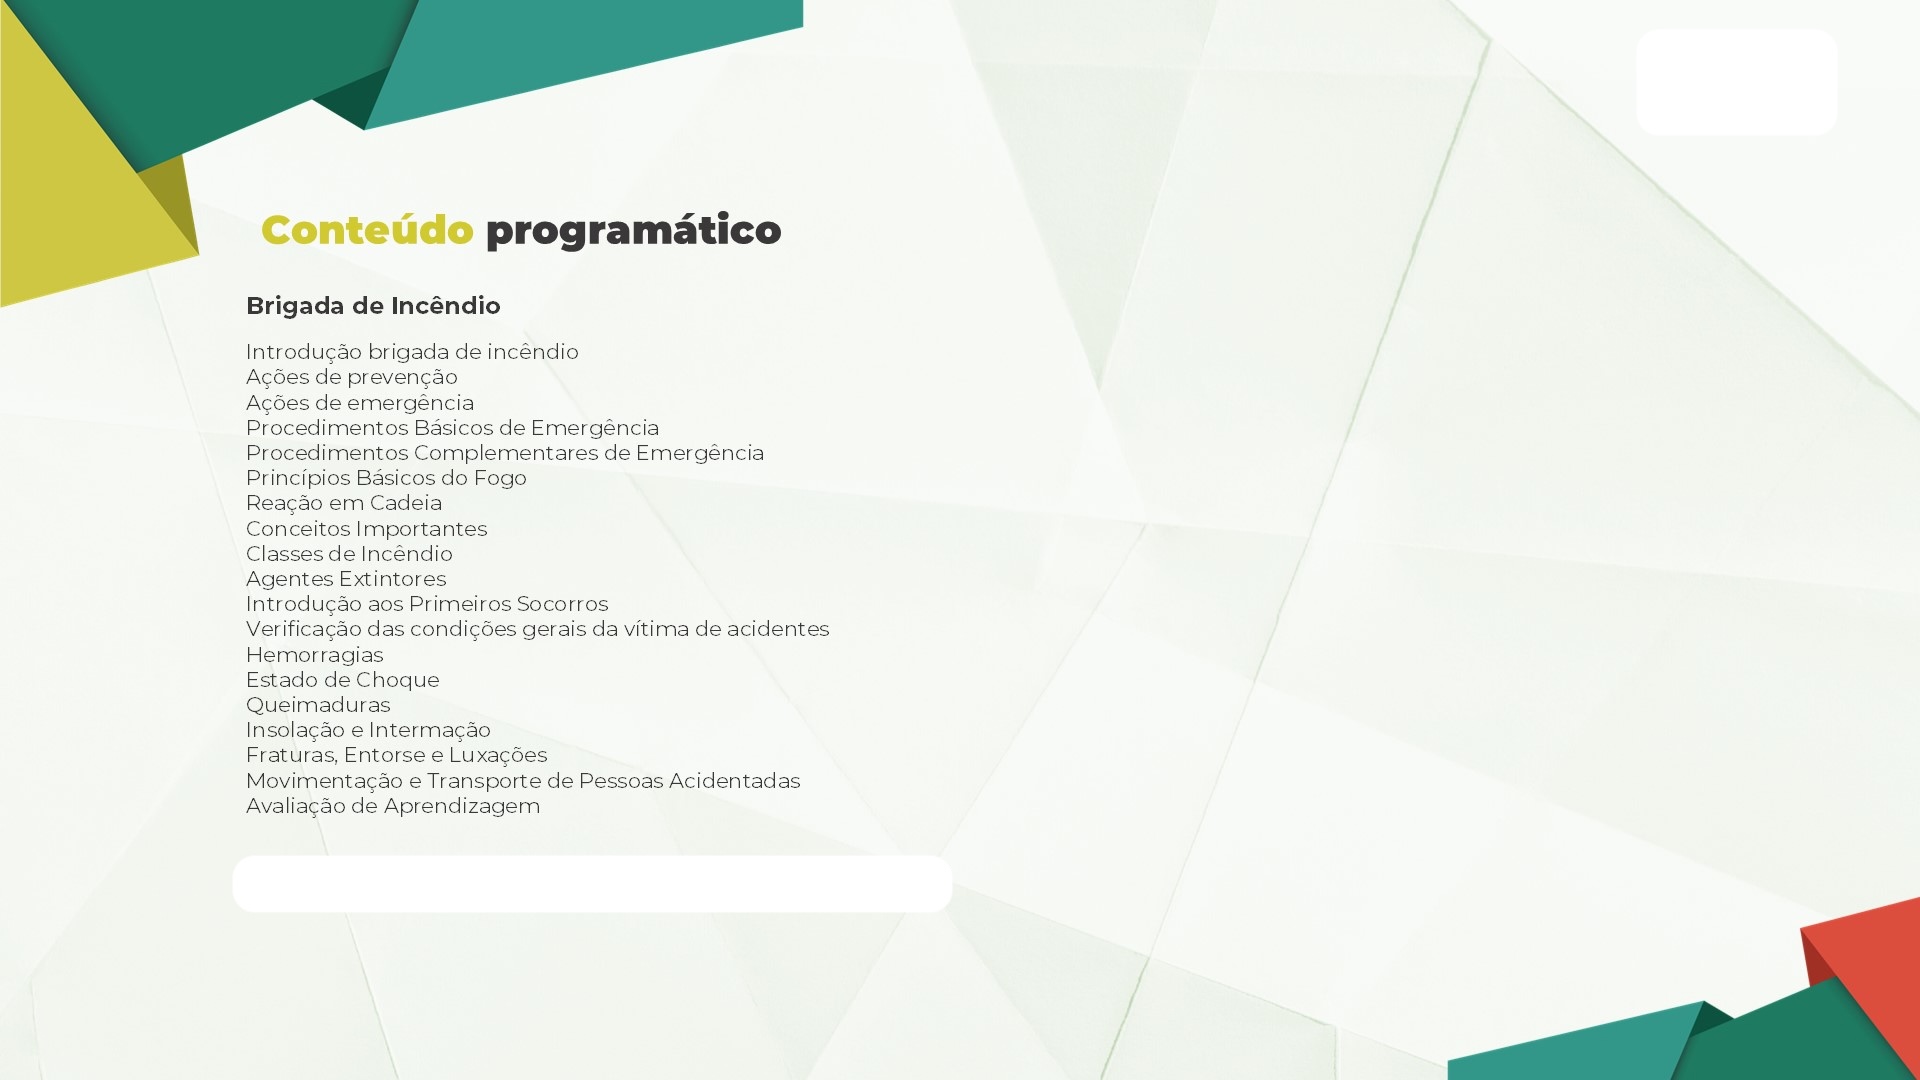 Conteúdo programático
Brigada de Incêndio
Introdução brigada de incêndio
Ações de prevenção
Ações de emergência
Procedimentos Básicos de Emergência
Procedimentos Complementares de Emergência
Princípios Básicos do Fogo
Reação em Cadeia
Conceitos Importantes
Classes de Incêndio
Agentes Extintores
Introdução aos Primeiros Socorros
Verificação das condições gerais da vítima de acidentes
Hemorragias
Estado de Choque
Queimaduras
Insolação e Intermação
Fraturas, Entorse e Luxações
Movimentação e Transporte de Pessoas Acidentadas
Avaliação de Aprendizagem